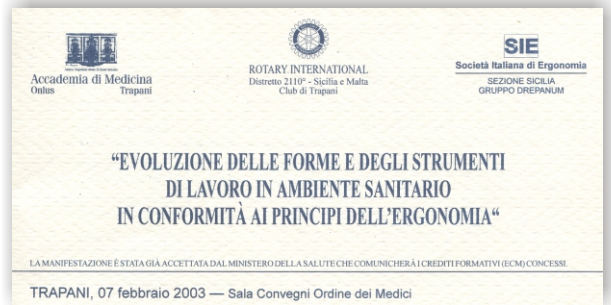 Accademia di Medicina
Onlus Trapani
ROTARY INTERNATIONAL
Distretto 2110° - Sicilia e Malta
Club di Trapani
SIE
Società Italiana di Ergonomia
SEZIONE SICILIA
GRUPPO DREPANUM
“EVOLUZIONE DELLE FORME E DEGLI STRUMENTI
DI LAVORO IN AMBIENTE SANITARIO
IN CONFORMITÀ AI PRINCIPI DELL'ERGONOMIA“
LA MANIFESTAZIONE È STATA GIÀ ACCETTATA DAL MINISTERO DELLA SALUTE CHE COMUNICHERÀ I CREDITI FORMATIVI (ECM) CONCESSI.
TRAPANI, 07 febbraio 2003 — Sala Convegni Ordine dei Medici